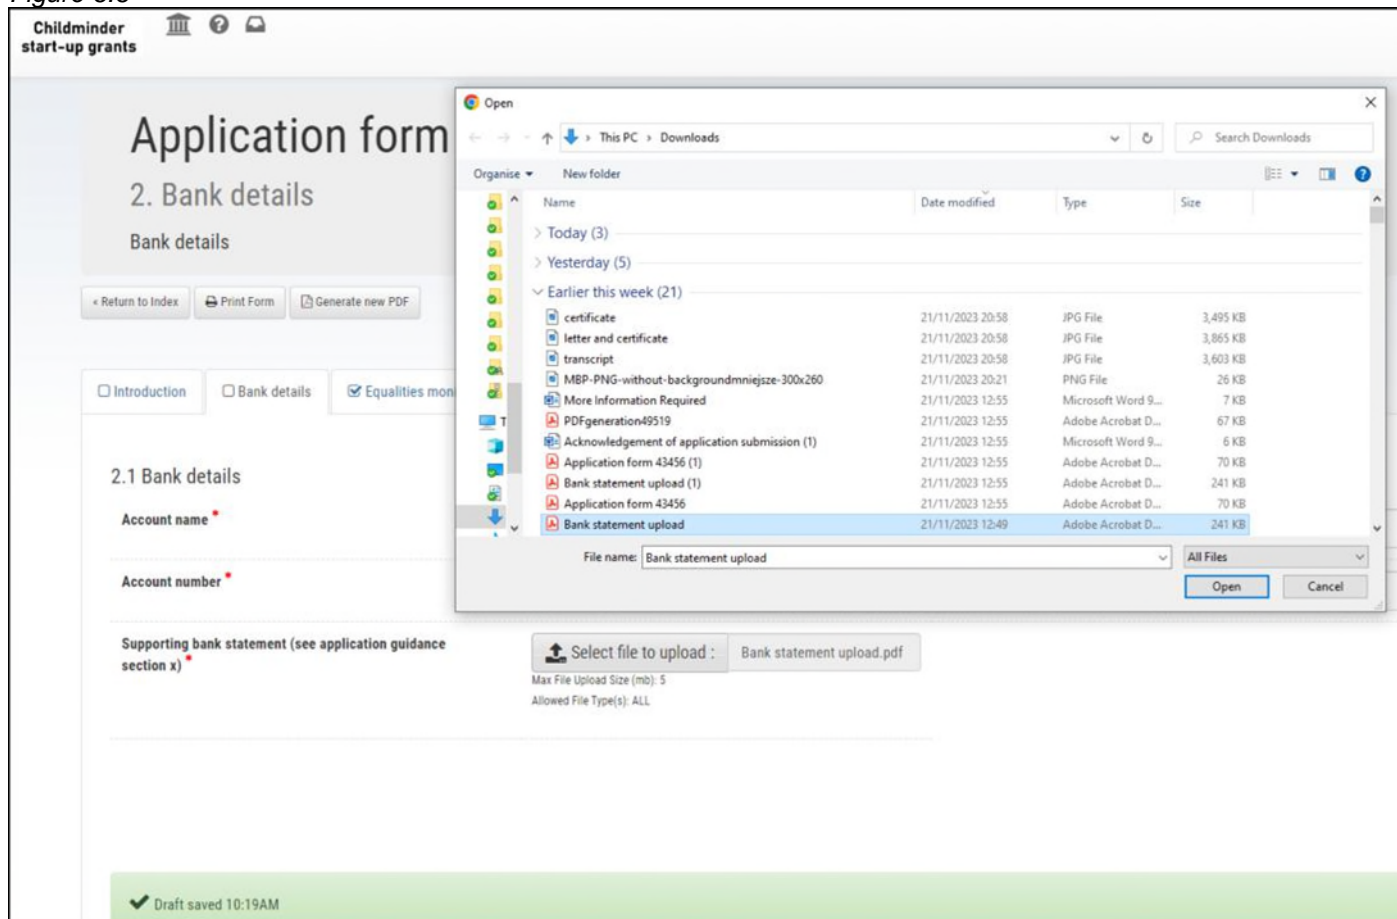 Childminder
start-up grants
Application form
2. Bank details
Bank details
« Return to Index Print Form Generate new PDF
Introduction Bank details Equalities mon
2.1 Bank details
Account name *
Account number *
Supporting bank statement (see application guidance
section x) *
Select file to upload : Bank statement upload.pdf
Max File Upload Size (mb): 5
Allowed File Type(s): ALL
Draft saved 10:19AM
Open
This PC > Downloads Search Downloads
Organise New folder
Name Date modified Type Size
Today (3)
Yesterday (5)
Earlier this week (21)
certificate 21/11/2023 20:58 JPG File 3,495 KB
letter and certificate 21/11/2023 20:58 JPG File 3,865 KB
transcript 21/11/2023 20:58 JPG File 3,603 KB
MBP-PNG-without-backgroundmniejsze-300x260 21/11/2023 20:21 PNG File 26 KB
More Information Required 21/11/2023 12:55 Microsoft Word 9... 7 KB
PDFgeneration49519 21/11/2023 12:55 Adobe Acrobat D... 67 KB
Acknowledgement of application submission (1) 21/11/2023 12:55 Microsoft Word 9... 6 KB
Application form 43456 (1) 21/11/2023 12:55 Adobe Acrobat D... 70 KB
Bank statement upload (1) 21/11/2023 12:55 Adobe Acrobat D... 241 KB
Application form 43456 21/11/2023 12:55 Adobe Acrobat D... 70 KB
Bank statement upload 21/11/2023 12:49 Adobe Acrobat D... 241 KB
File name: Bank statement upload All Files
Open Cancel